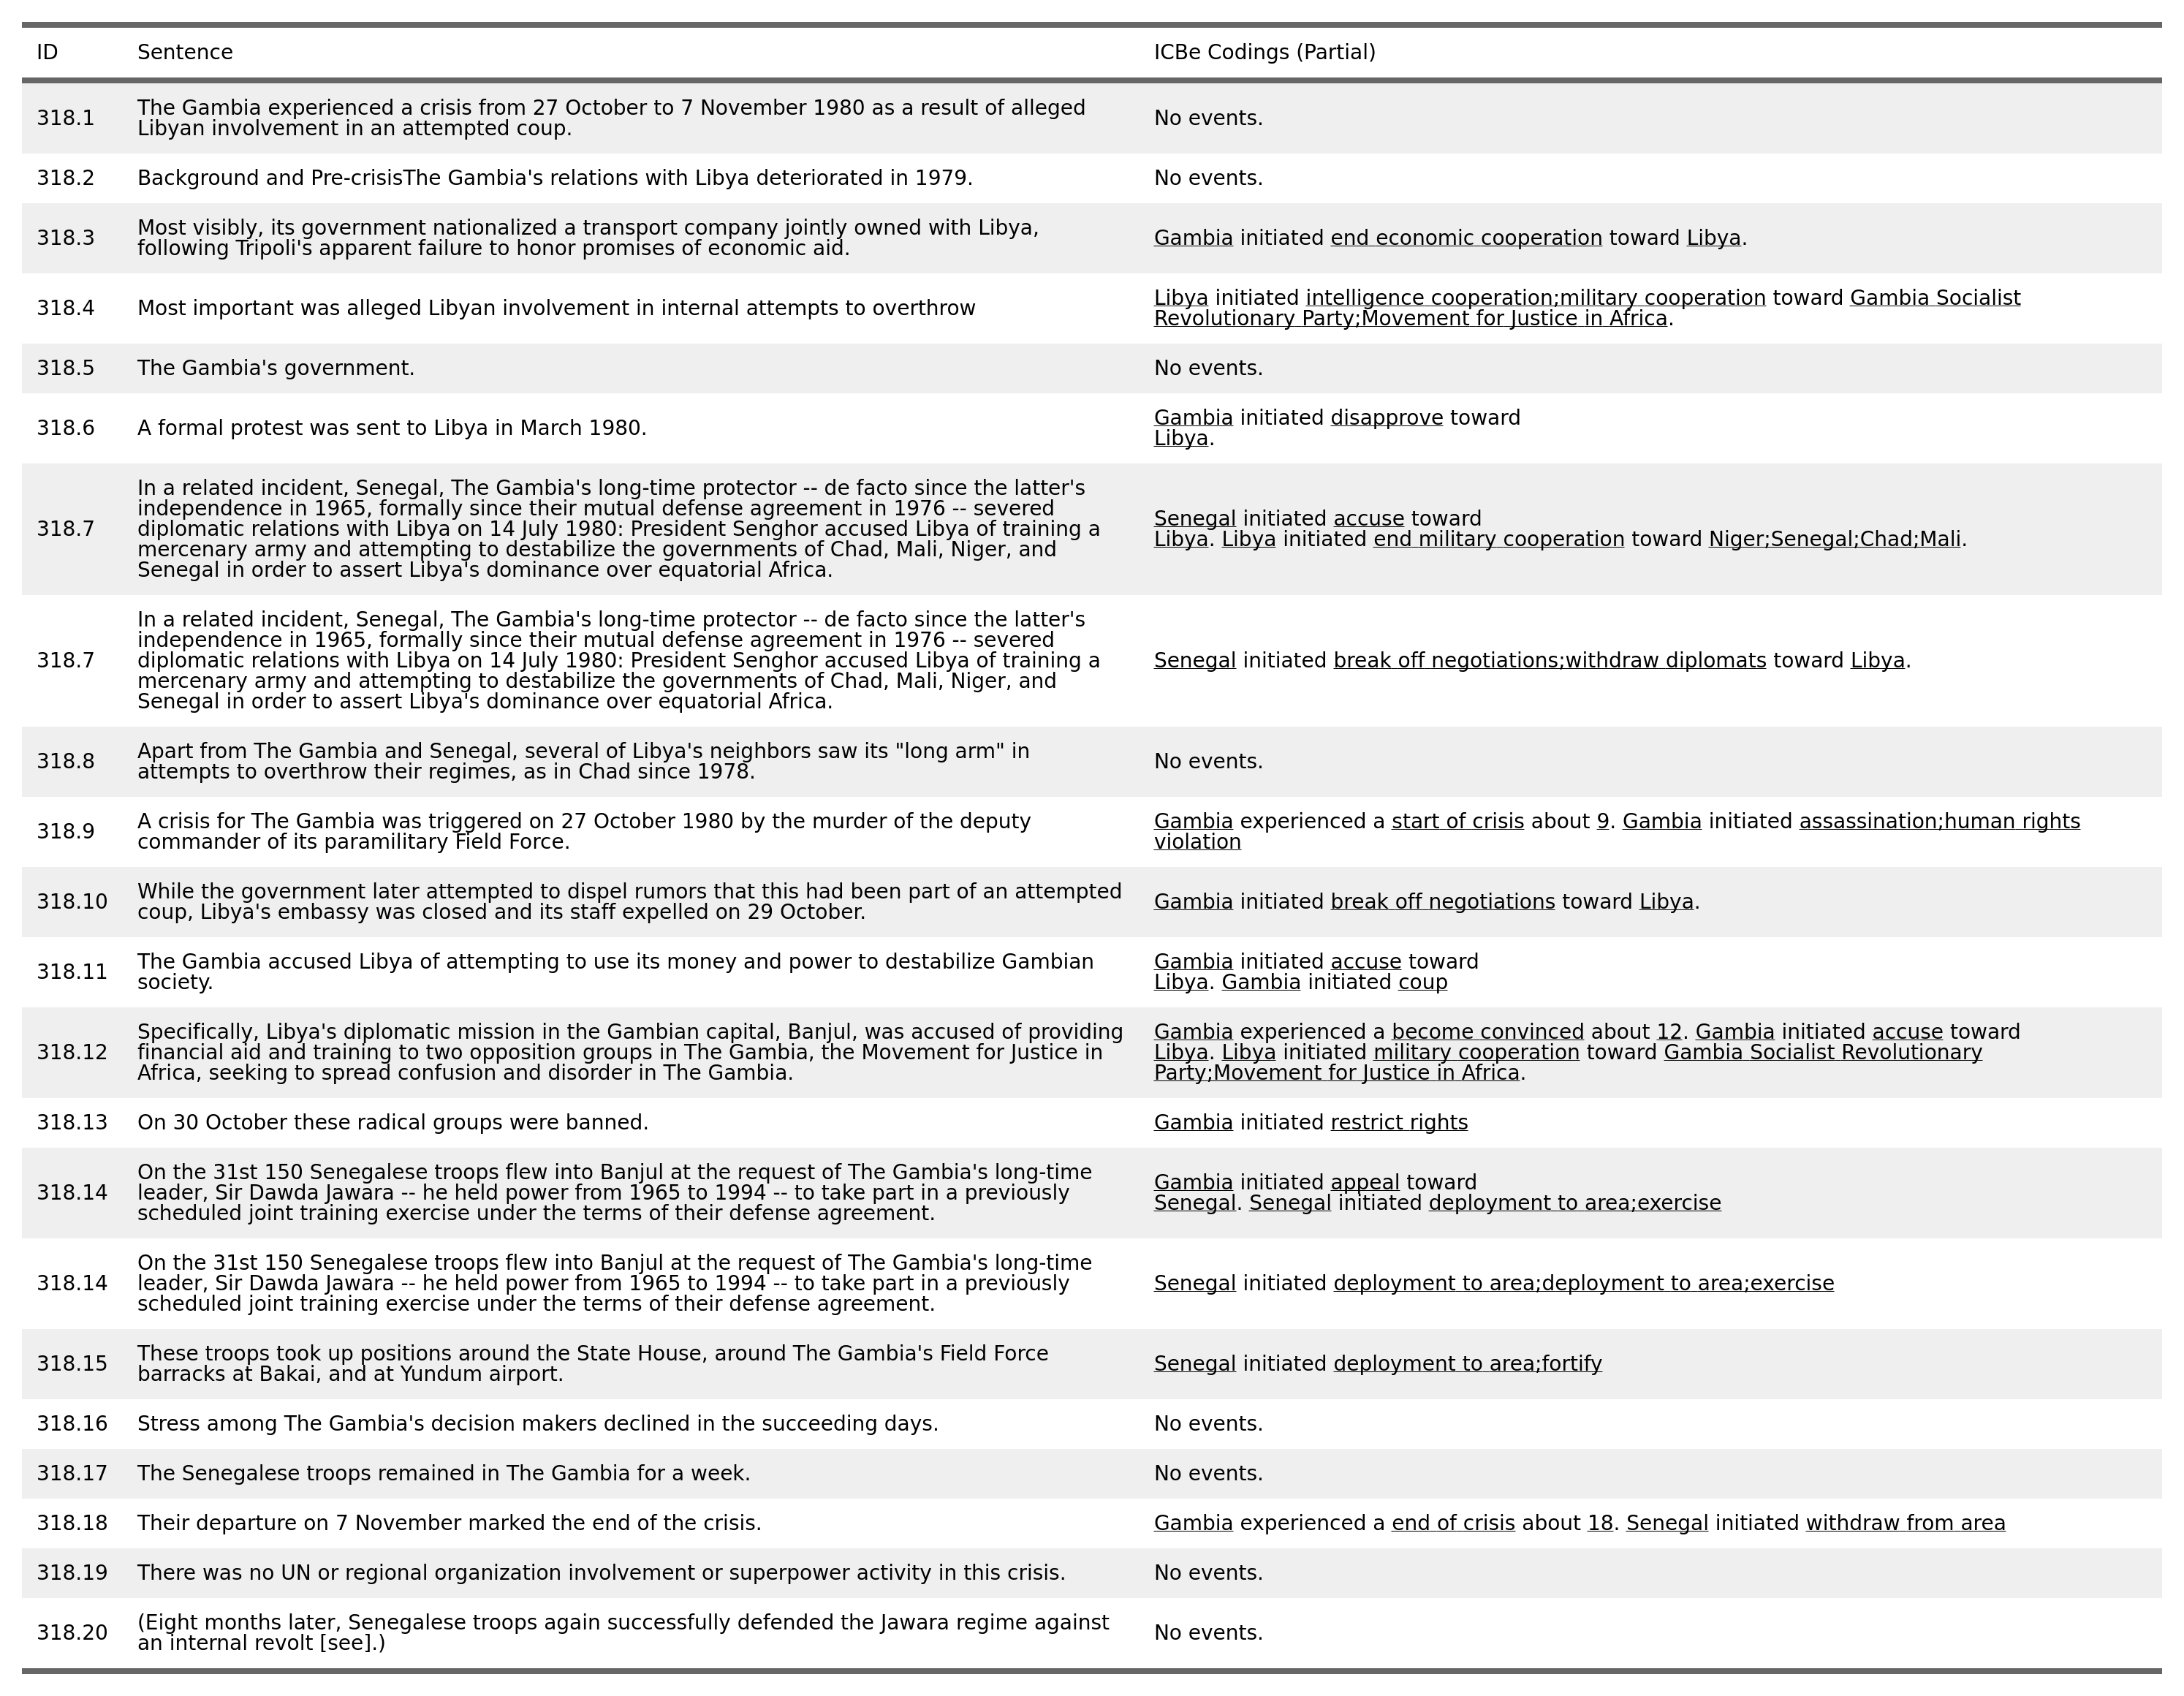 ID Sentence ICBe Codings (Partial)
318.1 The Gambia experienced a crisis from 27 October to 7 November 1980 as a result of alleged
Libyan involvement in an attempted coup. No events.
318.2 Background and Pre-crisisThe Gambia's relations with Libya deteriorated in 1979. No events.
318.3 Most visibly, its government nationalized a transport company jointly owned with Libya,
following Tripoli's apparent failure to honor promises of economic aid. Gambia initiated end economic cooperation toward Libya.
318.4 Most important was alleged Libyan involvement in internal attempts to overthrow
Libya initiated intelligence cooperation;military cooperation toward Gambia Socialist
Revolutionary Party;Movement for Justice in Africa.
318.5 The Gambia's government. No events.
318.6 A formal protest was sent to Libya in March 1980.
Gambia initiated disapprove toward
Libya.
318.7 In a related incident, Senegal, The Gambia's long-time protector -- de facto since the latter's
independence in 1965, formally since their mutual defense agreement in 1976 -- severed
diplomatic relations with Libya on 14 July 1980: President Senghor accused Libya of training a
mercenary army and attempting to destabilize the governments of Chad, Mali, Niger, and
Senegal in order to assert Libya's dominance over equatorial Africa.
Senegal initiated accuse toward
Libya. Libya initiated end military cooperation toward Niger;Senegal;Chad;Mali.
318.7 In a related incident, Senegal, The Gambia's long-time protector -- de facto since the latter's
independence in 1965, formally since their mutual defense agreement in 1976 -- severed
diplomatic relations with Libya on 14 July 1980: President Senghor accused Libya of training a
mercenary army and attempting to destabilize the governments of Chad, Mali, Niger, and
Senegal in order to assert Libya's dominance over equatorial Africa.
Senegal initiated break off negotiations;withdraw diplomats toward Libya.
318.8 Apart from The Gambia and Senegal, several of Libya's neighbors saw its "long arm" in
attempts to overthrow their regimes, as in Chad since 1978. No events.
318.9 A crisis for The Gambia was triggered on 27 October 1980 by the murder of the deputy
commander of its paramilitary Field Force.
Gambia experienced a start of crisis about 9. Gambia initiated assassination;human rights
violation
318.10 While the government later attempted to dispel rumors that this had been part of an attempted
coup, Libya's embassy was closed and its staff expelled on 29 October.
Gambia initiated break off negotiations toward Libya.
318.11 The Gambia accused Libya of attempting to use its money and power to destabilize Gambian
society.
Gambia initiated accuse toward
Libya. Gambia initiated coup
318.12 Specifically, Libya's diplomatic mission in the Gambian capital, Banjul, was accused of providing
financial aid and training to two opposition groups in The Gambia, the Movement for Justice in
Africa, seeking to spread confusion and disorder in The Gambia.
Gambia experienced a become convinced about 12. Gambia initiated accuse toward
Libya. Libya initiated military cooperation toward Gambia Socialist Revolutionary
Party;Movement for Justice in Africa.
318.13 On 30 October these radical groups were banned. Gambia initiated restrict rights
318.14 On the 31st 150 Senegalese troops flew into Banjul at the request of The Gambia's long-time
leader, Sir Dawda Jawara -- he held power from 1965 to 1994 -- to take part in a previously
scheduled joint training exercise under the terms of their defense agreement.
Gambia initiated appeal toward
Senegal. Senegal initiated deployment to area;exercise
318.14 On the 31st 150 Senegalese troops flew into Banjul at the request of The Gambia's long-time
leader, Sir Dawda Jawara -- he held power from 1965 to 1994 -- to take part in a previously
scheduled joint training exercise under the terms of their defense agreement.
Senegal initiated deployment to area;deployment to area;exercise
318.15 These troops took up positions around the State House, around The Gambia's Field Force
barracks at Bakai, and at Yundum airport.
Senegal initiated deployment to area;fortify
318.16 Stress among The Gambia's decision makers declined in the succeeding days. No events.
318.17 The Senegalese troops remained in The Gambia for a week. No events.
318.18 Their departure on 7 November marked the end of the crisis. Gambia experienced a end of crisis about 18. Senegal initiated withdraw from area
318.19 There was no UN or regional organization involvement or superpower activity in this crisis. No events.
318.20 (Eight months later, Senegalese troops again successfully defended the Jawara regime against
an internal revolt [see].) No events.